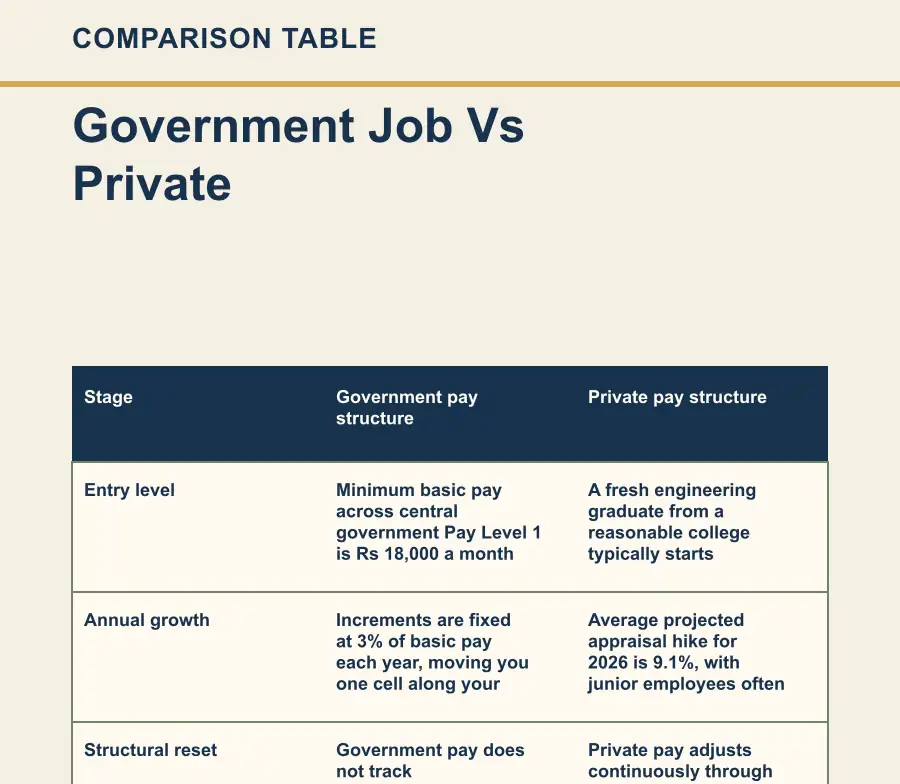 COMPARISON TABLE
Government Job Vs
Private
Stage
Government pay
structure
Private pay structure
Entry level
Minimum basic pay
across central
government Pay Level 1
is Rs 18,000 a month
A fresh engineering
graduate from a
reasonable college
typically starts
Annual growth
Increments are fixed
at 3% of basic pay
each year, moving you
one cell along your
Average projected
appraisal hike for
2026 is 9.1%, with
junior employees often
Structural reset
Government pay does
not track
Private pay adjusts
continuously through